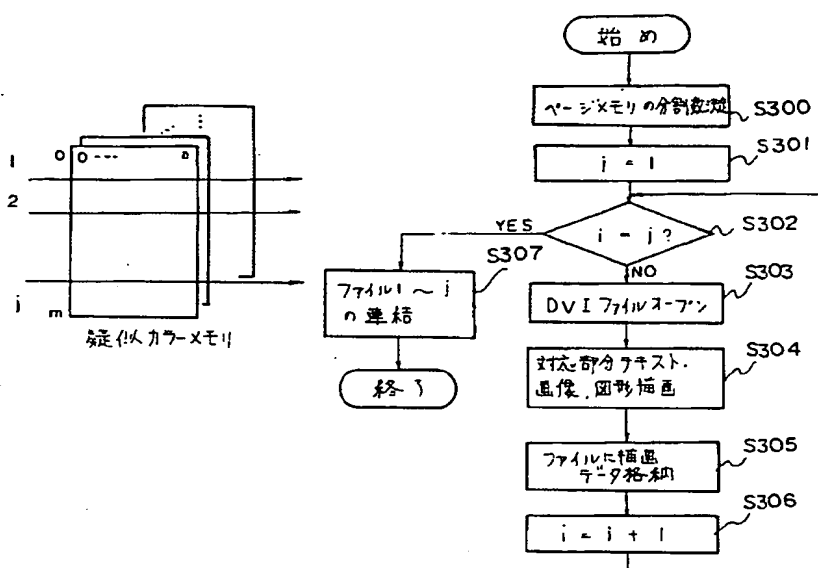 始め
ページメモリの分割数決定
S300
i = 1
S301
i = j?
S302
YES
NO
S307
ファイル1～j
の連結
終了
DVIファイルオープン
S303
対応部分テキスト.
画像.図形描画
S304
ファイルに描画
データ格納
S305
i = i + 1
S306
1
2
j
0
0 ---
n
m
疑似カラーメモリ